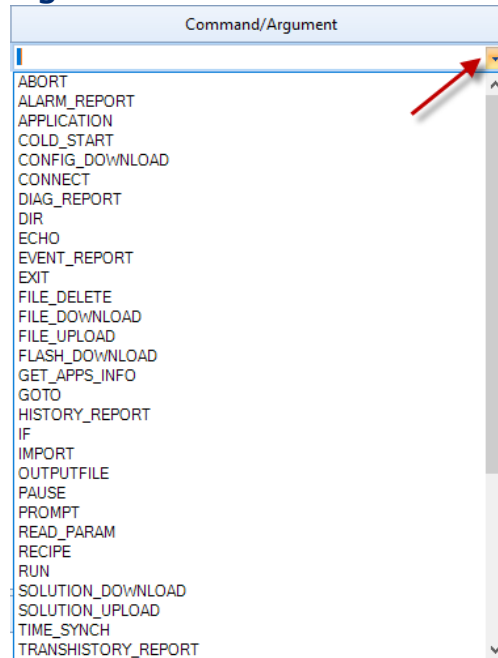 Command/Argument
ABORT
ALARM_REPORT
APPLICATION
COLD_START
CONFIG_DOWNLOAD
CONNECT
DIAG_REPORT
DIR
ECHO
EVENT_REPORT
EXIT
FILE_DELETE
FILE_DOWNLOAD
FILE_UPLOAD
FLASH_DOWNLOAD
GET_APPS_INFO
GOTO
HISTORY_REPORT
IF
IMPORT
OUTPUTFILE
PAUSE
PROMPT
READ_PARAM
RECIPE
RUN
SOLUTION_DOWNLOAD
SOLUTION_UPLOAD
TIME_SYNCH
TRANSHISTORY_REPORT